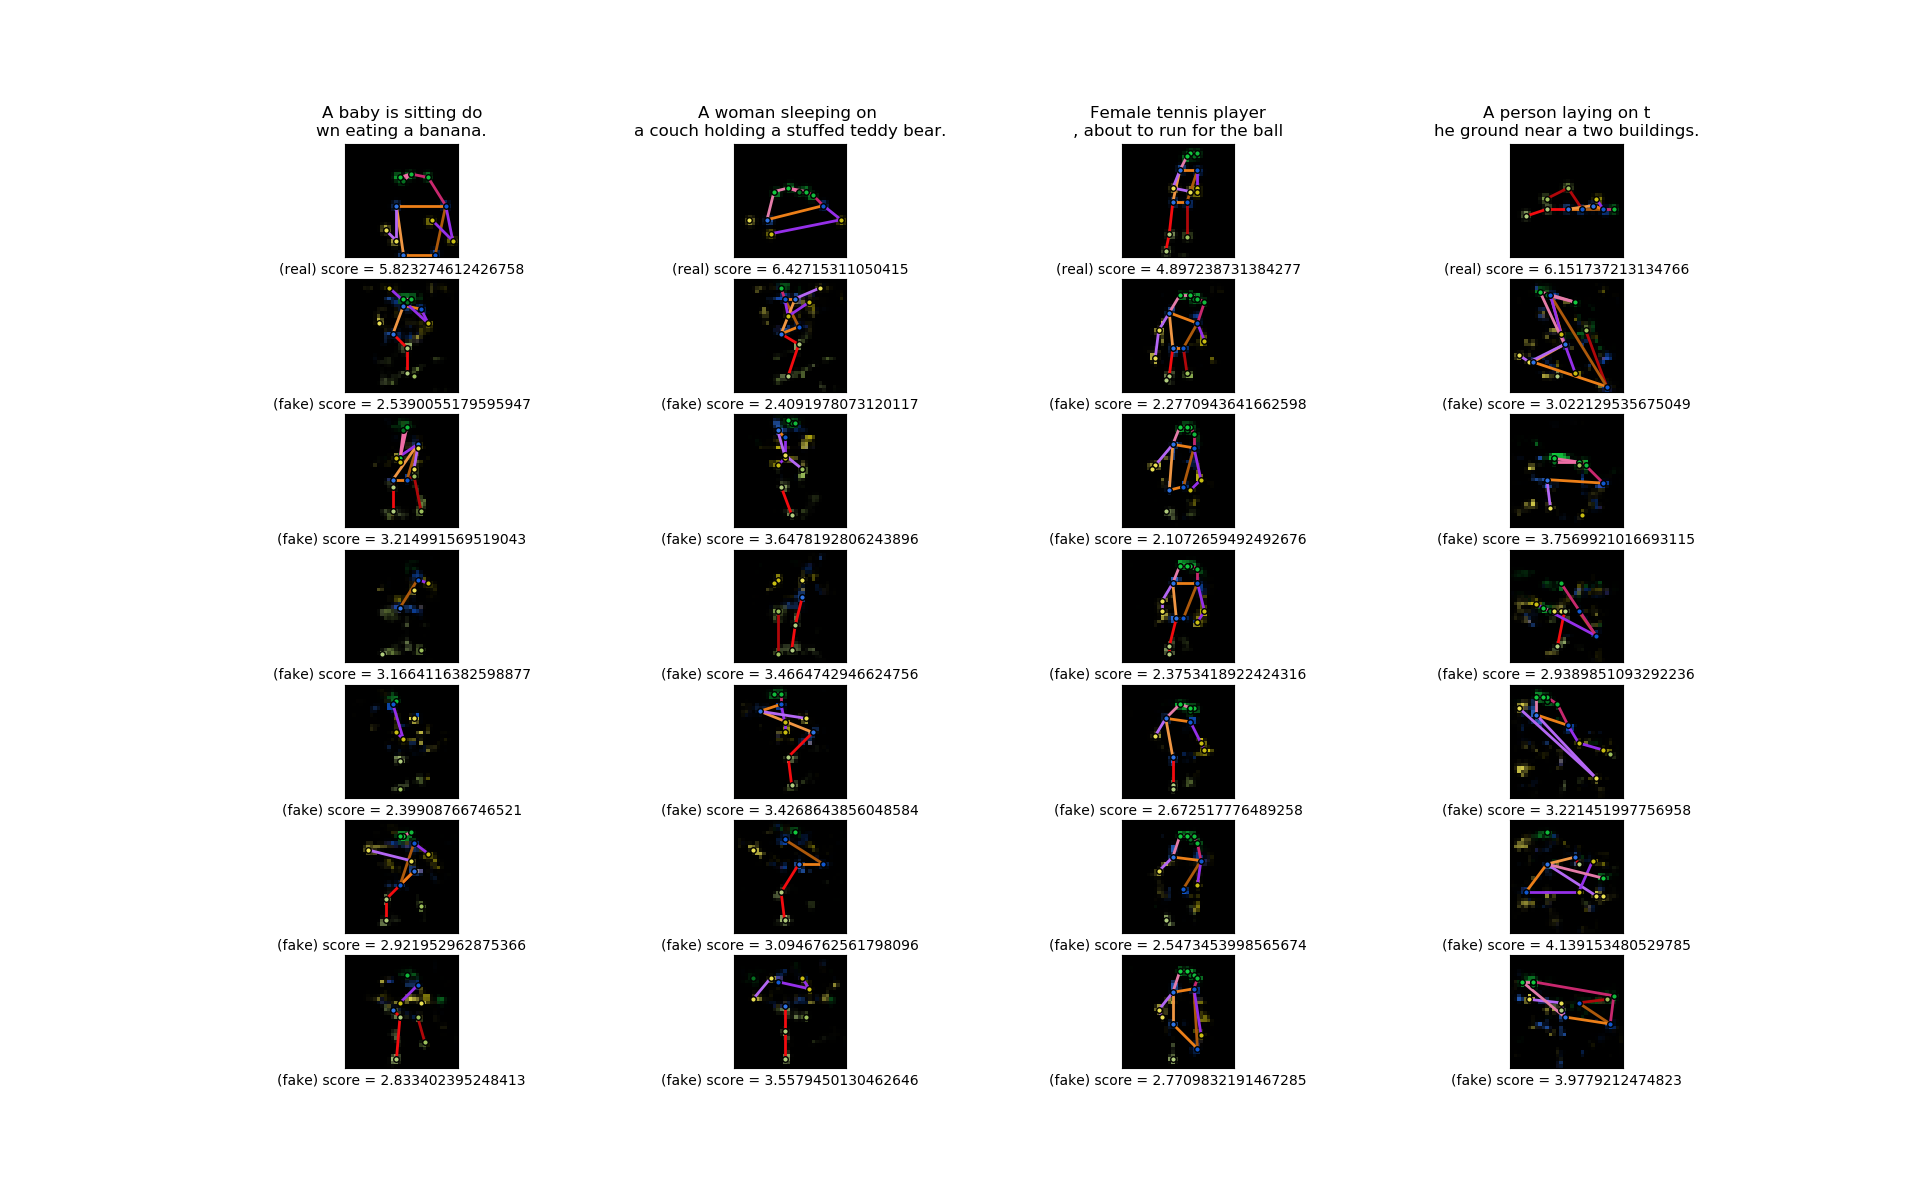 A baby is sitting do
wn eating a banana.
A woman sleeping on
a couch holding a stuffed teddy bear.
Female tennis player
, about to run for the ball
A person laying on t
he ground near a two buildings.
(real) score = 5.823274612426758
(real) score = 6.42715311050415
(real) score = 4.897238731384277
(real) score = 6.151737213134766
(fake) score = 2.5390055179595947
(fake) score = 2.4091978073120117
(fake) score = 2.2770943641662598
(fake) score = 3.022129535675049
(fake) score = 3.214991569519043
(fake) score = 3.6478192806243896
(fake) score = 2.1072659492492676
(fake) score = 3.7569921016693115
(fake) score = 3.1664116382598877
(fake) score = 3.4664742946624756
(fake) score = 2.3753418922424316
(fake) score = 2.9389851093292236
(fake) score = 2.39908766746521
(fake) score = 3.4268643856048584
(fake) score = 2.672517776489258
(fake) score = 3.221451997756958
(fake) score = 2.921952962875366
(fake) score = 3.0946762561798096
(fake) score = 2.5473453998565674
(fake) score = 4.139153480529785
(fake) score = 2.833402395248413
(fake) score = 3.5579450130462646
(fake) score = 2.7709832191467285
(fake) score = 3.9779212474823